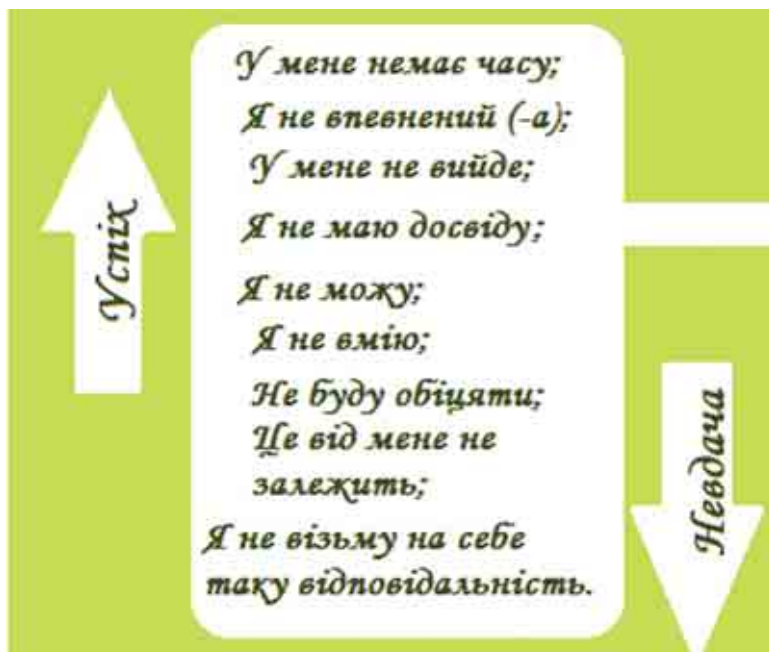 Успіх
У мене немає часу;
Я не впевнений (-а);
У мене не вийде;
Я не маю досвіду;
Я не можу;
Я не вмію;
Не буду обіцяти;
Це від мене не
залежить;
Я не візьму на себе
таку відповідальність.
Невдача